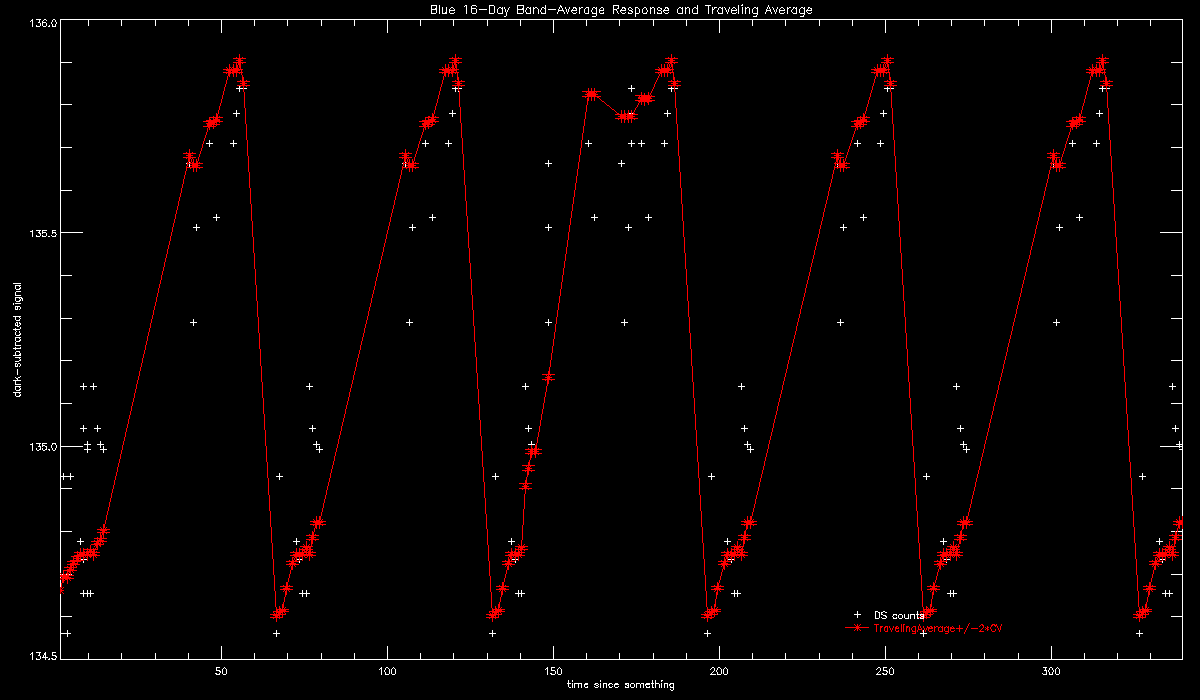 Blue 16-Day Band-Average Response and Traveling Average
136.0
135.5
135.0
134.5
dark-subtracted signal
50 100 150 200 250 300
time since something
DS counts
TravelingAverage+/-2*CV